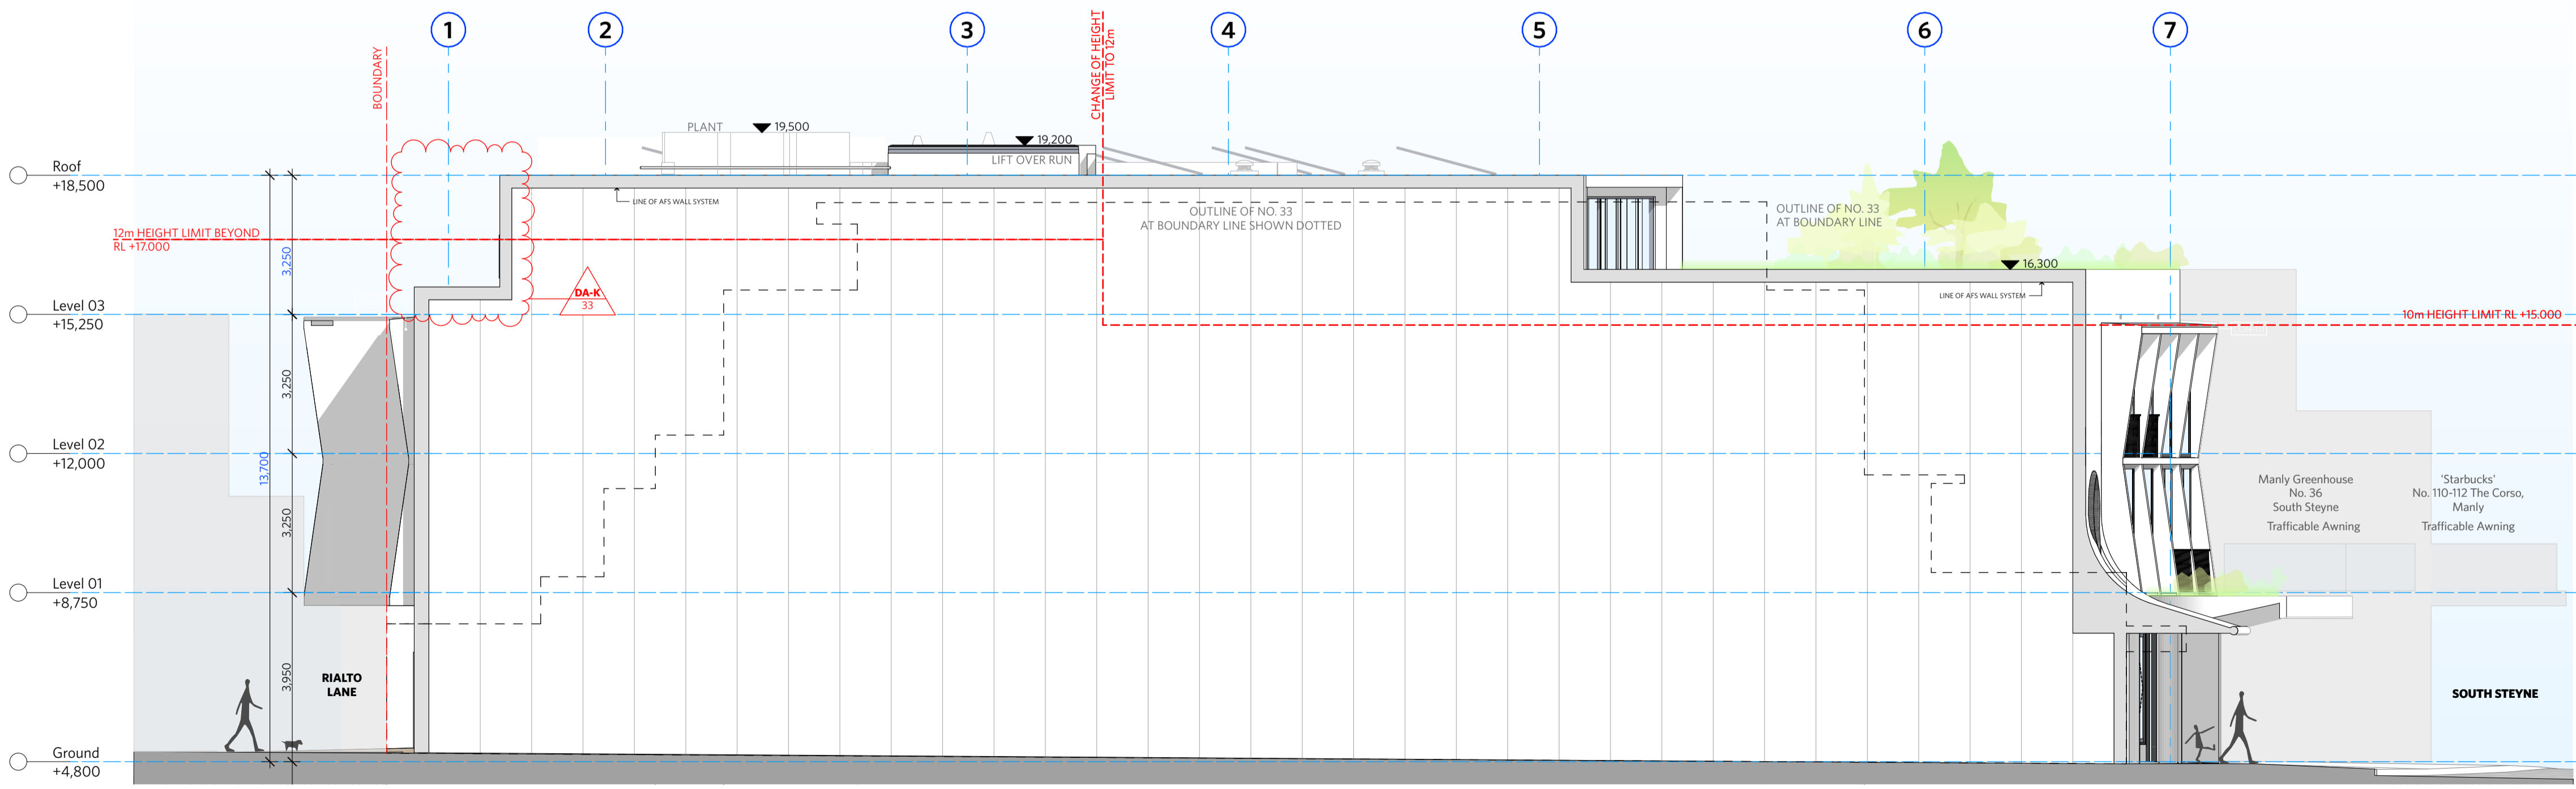 1
2
3
4
5
6
7
BOUNDARY
CHANGE OF HEIGHT
LIMIT TO 12m
PLANT
19,500
19,200
LIFT OVER RUN
Roof
+18,500
LINE OF AFS WALL SYSTEM
OUTLINE OF NO. 33
AT BOUNDARY LINE SHOWN DOTTED
OUTLINE OF NO. 33
AT BOUNDARY LINE
12m HEIGHT LIMIT BEYOND
RL +17.000
3,250
16,300
LINE OF AFS WALL SYSTEM
DA-K
33
Level 03
+15,250
10m HEIGHT LIMIT RL +15.000
3,250
Level 02
+12,000
13,700
3,250
Manly Greenhouse
No. 36
South Steyne
Trafficable Awning
'Starbucks'
No. 110-112 The Corso,
Manly
Trafficable Awning
Level 01
+8,750
3,950
RIALTO
LANE
SOUTH STEYNE
Ground
+4,800